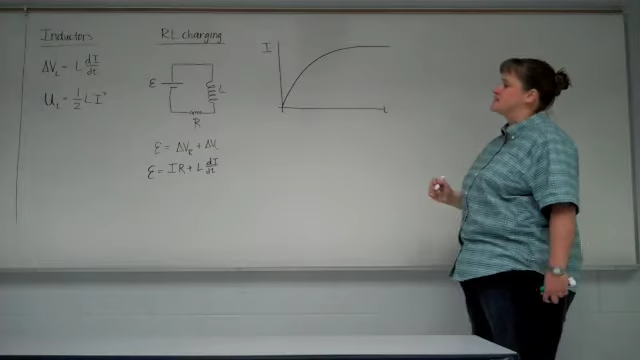 Inductors
ΔV_L = L dI/dt
U_L = 1/2 L I²
RL charging
ε
L
R
ε = ΔV_R + ΔV_L
ε = IR + L dI/dt
I
t